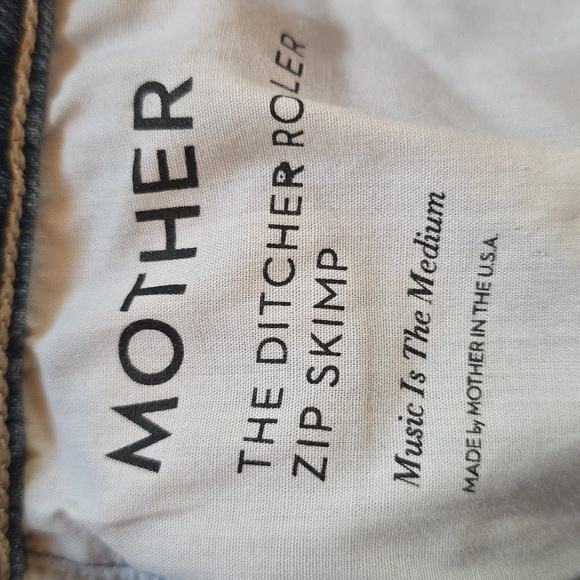 MOTHER
THE DITCHER ROLER
ZIP SKIMP
Music Is The Medium
MADE by MOTHER IN THE U.S.A.